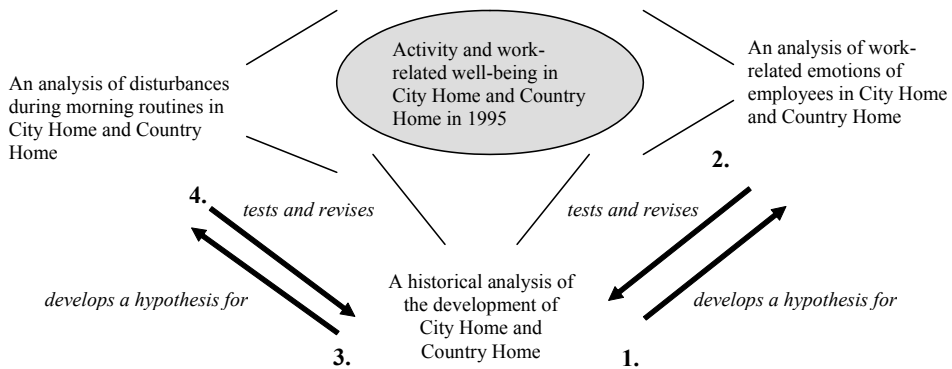 An analysis of disturbances
during morning routines in
City Home and Country
Home
Activity and work-
related well-being in
City Home and Country
Home in 1995
An analysis of work-
related emotions of
employees in City Home
and Country Home
2.
4.
tests and revises
tests and revises
develops a hypothesis for
A historical analysis of
the development of
City Home and
Country Home
develops a hypothesis for
3.
1.